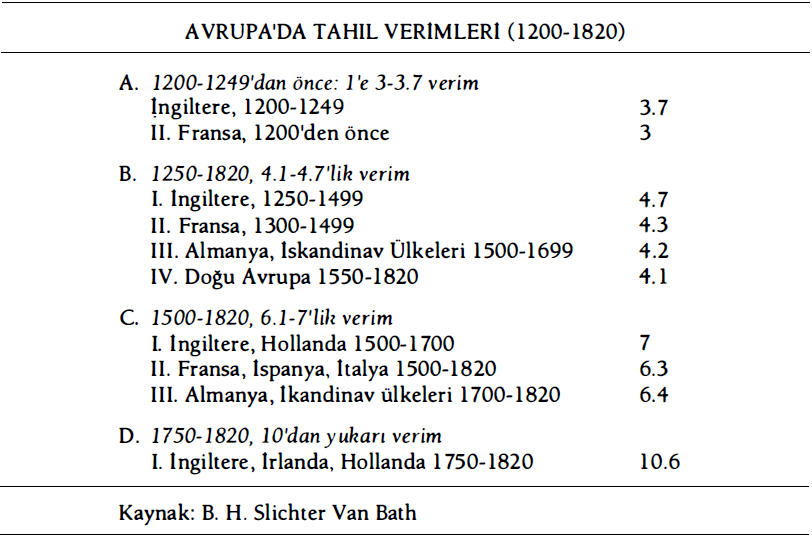 AVRUPA'DA TAHIL VERİMLERİ (1200-1820)
A. 1200-1249'dan önce: 1'e 3-3.7 verim
İngiltere, 1200-1249 3.7
II. Fransa, 1200'den önce 3
B. 1250-1820, 4.1-4.7'lik verim
I. İngiltere, 1250-1499 4.7
II. Fransa, 1300-1499 4.3
III. Almanya, İskandinav Ülkeleri 1500-1699 4.2
IV. Doğu Avrupa 1550-1820 4.1
C. 1500-1820, 6.1-7'lik verim
I. İngiltere, Hollanda 1500-1700 7
II. Fransa, İspanya, İtalya 1500-1820 6.3
III. Almanya, İkandinav ülkeleri 1700-1820 6.4
D. 1750-1820, 10'dan yukarı verim
I. İngiltere, İrlanda, Hollanda 1750-1820 10.6
Kaynak: B. H. Slichter Van Bath